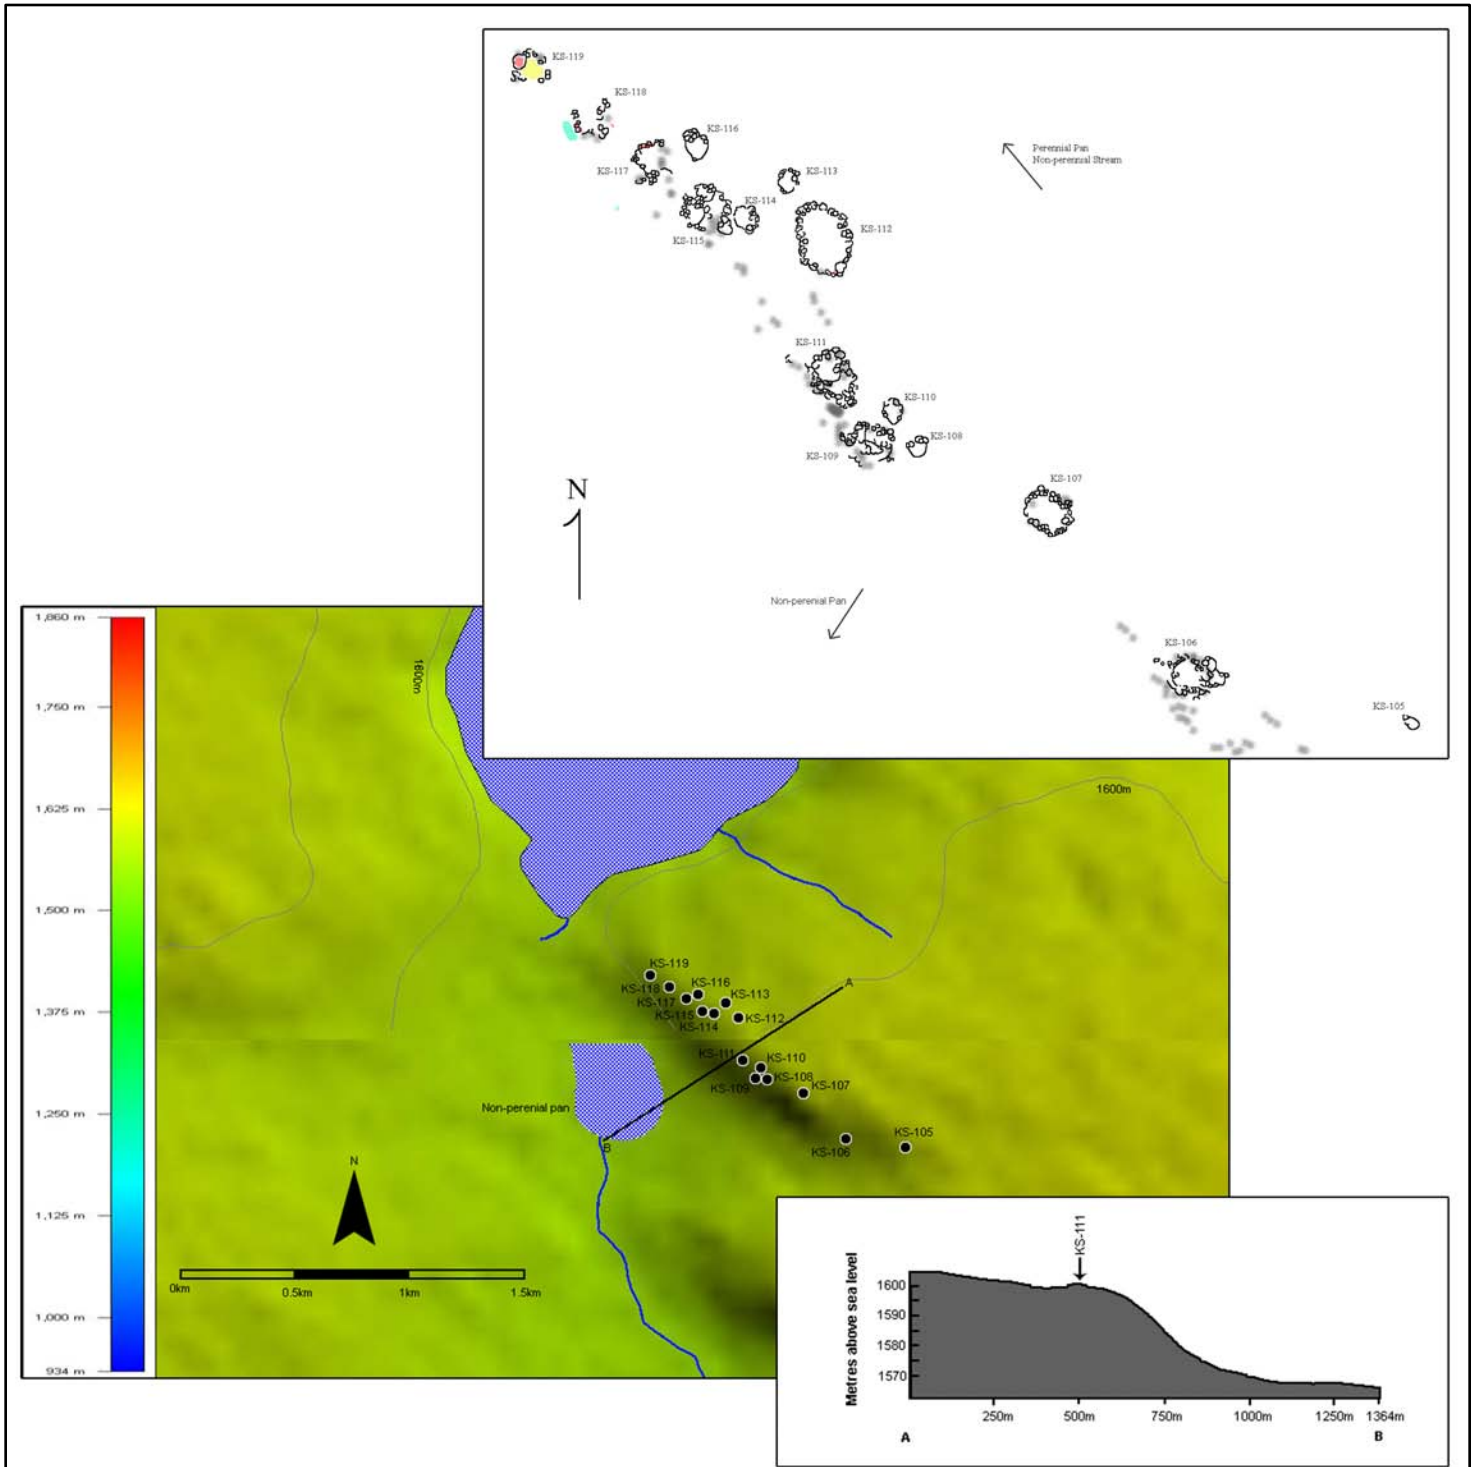 KS-119
KS-118
KS-116
KS-117
KS-113
KS-114
KS-115
KS-112
Perennial Pan
Non-perennial Stream
KS-111
KS-110
KS-108
KS-109
KS-107
N
Non-perenial Pan
KS-106
KS-105
1,860 m
1,750 m
1,625 m
1,500 m
1,375 m
1,250 m
1,125 m
1,000 m
934 m
1600m
1600m
KS-119
KS-118
KS-116
KS-117
KS-113
KS-115
KS-112
KS-114
A
KS-111
KS-110
KS-108
KS-109
KS-107
Non-perenial pan
B
KS-105
KS-106
N
0km
0.5km
1km
1.5km
KS-111
Metres above sea level
1600
1590
1580
1570
250m
500m
750m
1000m
1250m
1364m
A
B